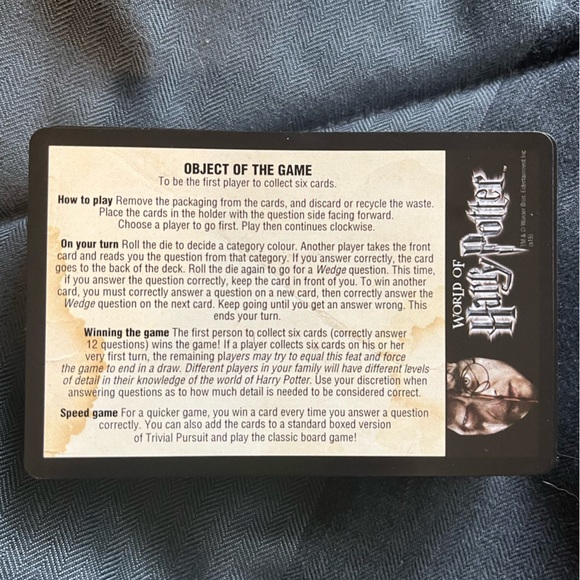 OBJECT OF THE GAME
To be the first player to collect six cards.
How to play Remove the packaging from the cards, and discard or recycle the waste.
Place the cards in the holder with the question side facing forward.
Choose a player to go first. Play then continues clockwise.
On your turn Roll the die to decide a category colour. Another player takes the front
card and reads you the question from that category. If you answer correctly, the card
goes to the back of the deck. Roll the die again to go for a Wedge question. This time,
if you answer the question correctly, keep the card in front of you. To win another
card, you must correctly answer a question on a new card, then correctly answer the
Wedge question on the next card. Keep going until you get an answer wrong. This
ends your turn.
Winning the game The first person to collect six cards (correctly answer
12 questions) wins the game! If a player collects six cards on his or her
very first turn, the remaining players may try to equal this feat and force
the game to end in a draw. Different players in your family will have different levels
of detail in their knowledge of the world of Harry Potter. Use your discretion when
answering questions as to how much detail is needed to be considered correct.
Speed game For a quicker game, you win a card every time you answer a question
correctly. You can also add the cards to a standard boxed version
of Trivial Pursuit and play the classic board game!
WORLD OF
Harry Potter
TM & © Warner Bros. Entertainment Inc
(s18)